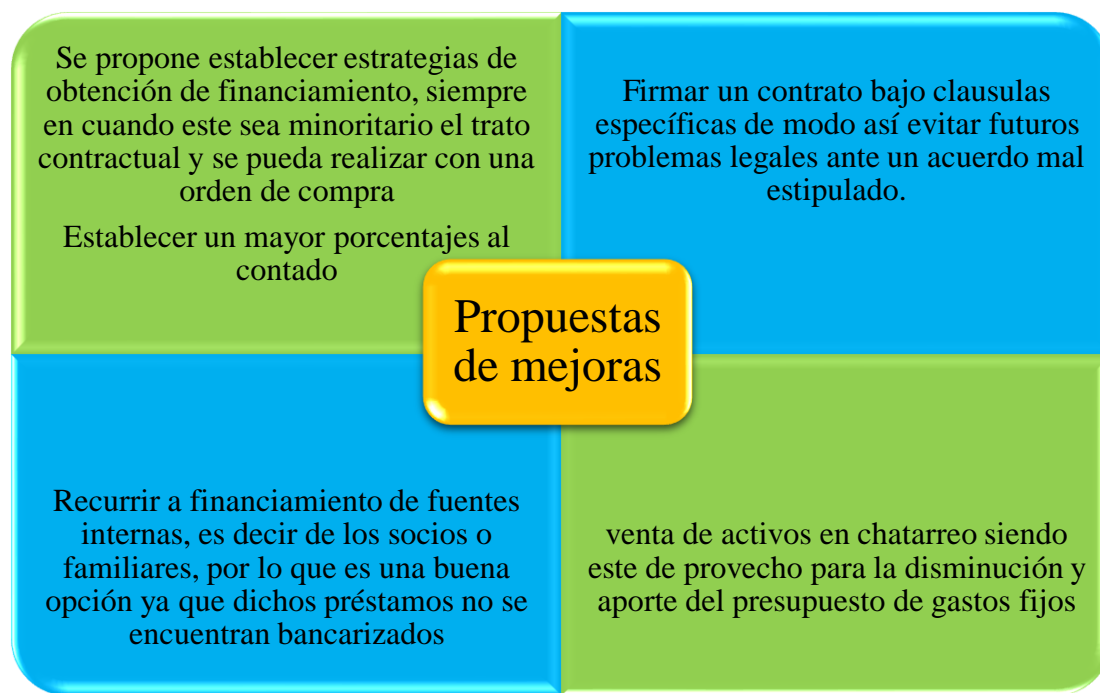 Se propone establecer estrategias de
obtención de financiamiento, siempre
en cuando este sea minoritario el trato
contractual y se pueda realizar con una
orden de compra
Establecer un mayor porcentajes al
contado
Firmar un contrato bajo clausulas
específicas de modo así evitar futuros
problemas legales ante un acuerdo mal
estipulado.
Propuestas
de mejoras
Recurrir a financiamiento de fuentes
internas, es decir de los socios o
familiares, por lo que es una buena
opción ya que dichos préstamos no se
encuentran bancarizados
venta de activos en chatarreo siendo
este de provecho para la disminución y
aporte del presupuesto de gastos fijos